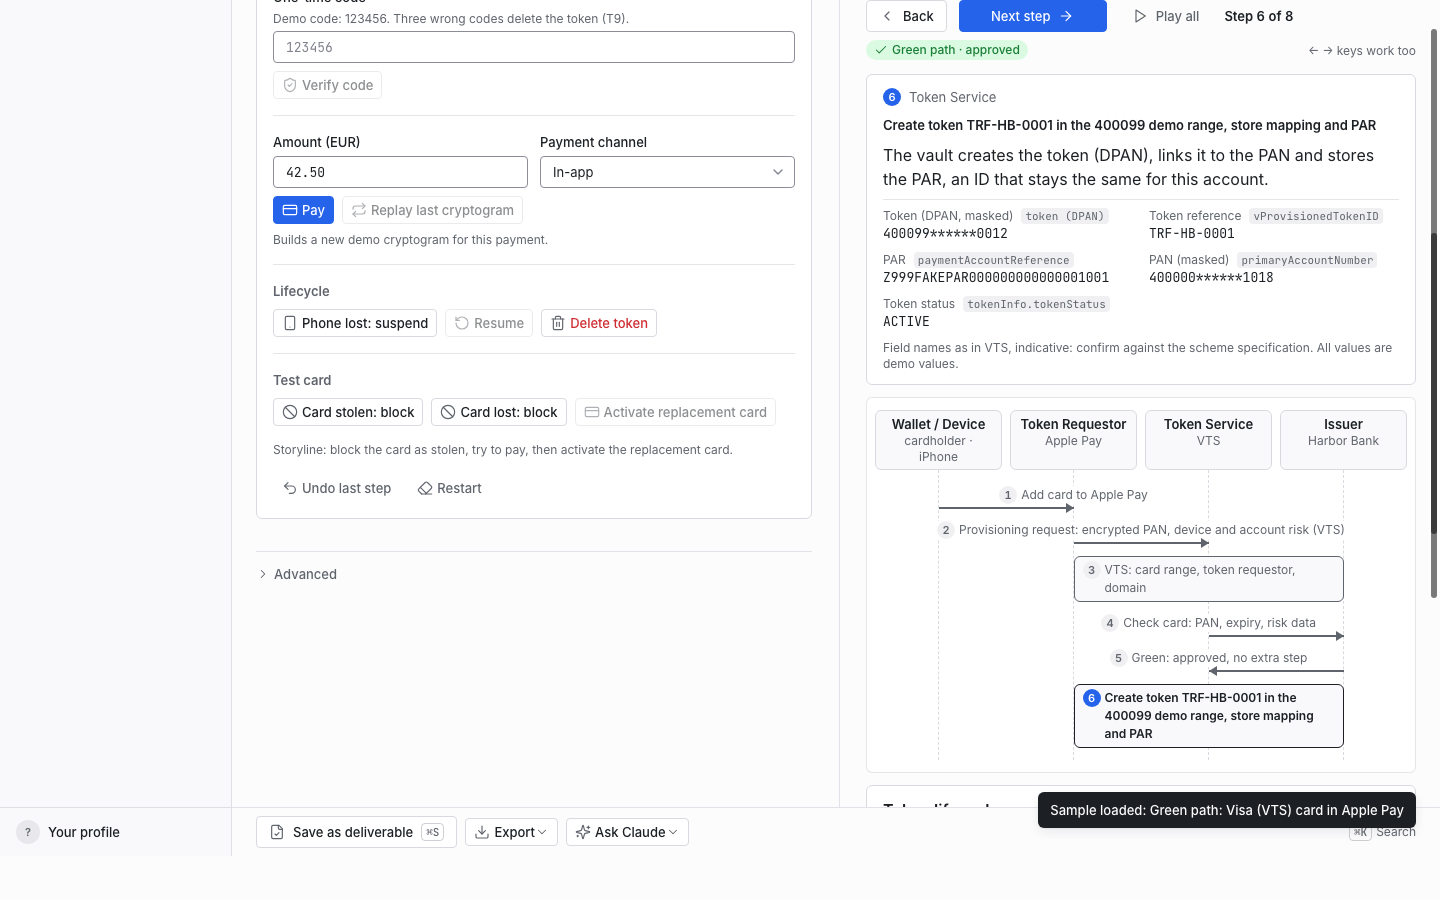 Demo code: 123456. Three wrong codes delete the token (T9).
123456
Verify code
Amount (EUR)
Payment channel
42.50
In-app
Pay
Replay last cryptogram
Builds a new demo cryptogram for this payment.
Lifecycle
Phone lost: suspend
Resume
Delete token
Test card
Card stolen: block
Card lost: block
Activate replacement card
Storyline: block the card as stolen, try to pay, then activate the replacement card.
Undo last step
Restart
Advanced
Back
Next step
Play all
Step 6 of 8
Green path · approved
← → keys work too
6 Token Service
Create token TRF-HB-0001 in the 400099 demo range, store mapping and PAR
The vault creates the token (DPAN), links it to the PAN and stores
the PAR, an ID that stays the same for this account.
Token (DPAN, masked) token (DPAN)
400099******0012
Token reference vProvisionedTokenID
TRF-HB-0001
PAR paymentAccountReference
Z999FAKEPAR000000000000001001
PAN (masked) primaryAccountNumber
400000******1018
Token status tokenInfo.tokenStatus
ACTIVE
Field names as in VTS, indicative: confirm against the scheme specification. All values are
demo values.
Wallet / Device
cardholder ·
iPhone
Token Requestor
Apple Pay
Token Service
VTS
Issuer
Harbor Bank
1 Add card to Apple Pay
2 Provisioning request: encrypted PAN, device and account risk (VTS)
3 VTS: card range, token requestor,
domain
4 Check card: PAN, expiry, risk data
5 Green: approved, no extra step
6 Create token TRF-HB-0001 in the
400099 demo range, store mapping
and PAR
Sample loaded: Green path: Visa (VTS) card in Apple Pay
? Your profile
Save as deliverable ⌘S
Export
Ask Claude
⌘K Search